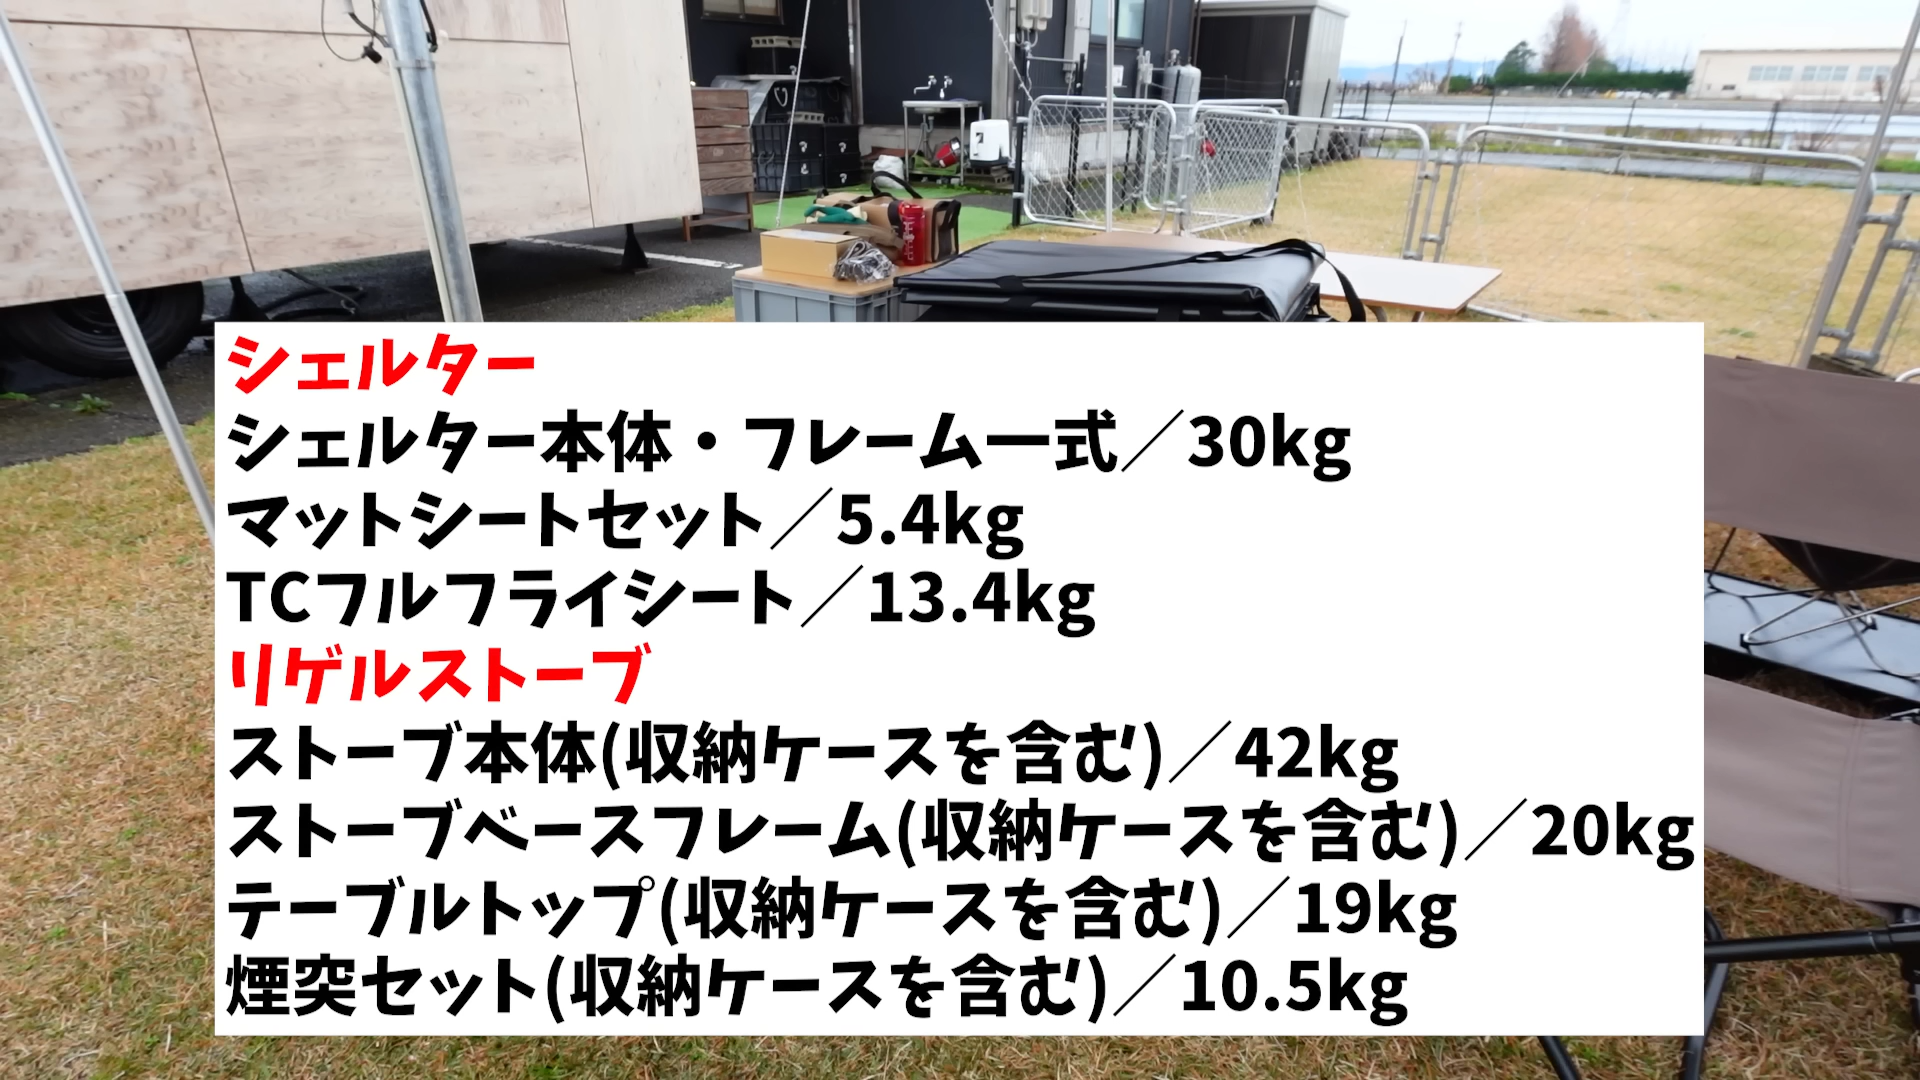 シェルター
シェルター本体・フレーム一式／30kg
マットシートセット／5.4kg
TCフルフライシート／13.4kg
リゲルストーブ
ストーブ本体(収納ケースを含む)／42kg
ストーブベースフレーム(収納ケースを含む)／20kg
テーブルトップ(収納ケースを含む)／19kg
煙突セット(収納ケースを含む)／10.5kg